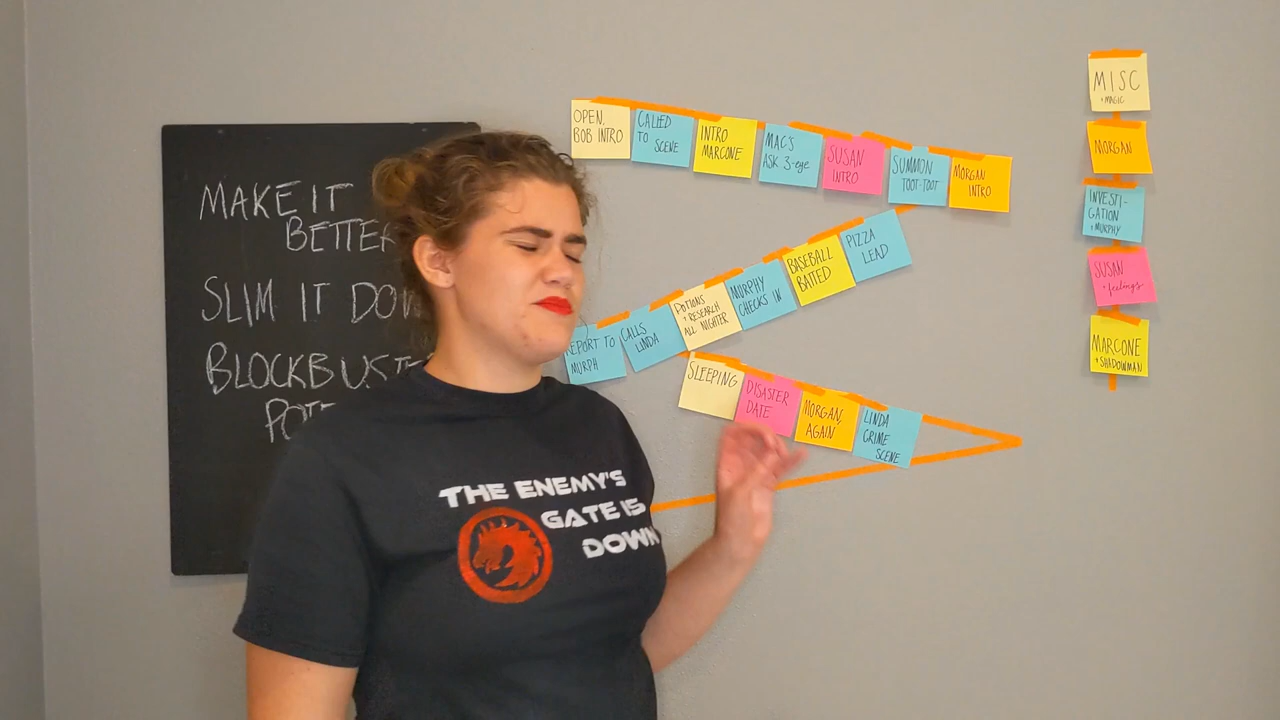 MAKE IT
BETTER
SLIM IT DOW
BLOCKBUSTE
POTE
OPEN,
BOB INTRO
CALLED
TO SCENE
INTRO
MARCONE
MAC'S
ASK 3-eye
SUSAN
INTRO
SUMMON
TOOT-TOOT
MORGAN
INTRO
REPORT TO
MURPH
CALLS
LINDA
POTIONS
+ RESEARCH
ALL NIGHTER
MURPHY
CHECKS IN
BASEBALL
BATTED
PIZZA
LEAD
SLEEPING
DISASTER
DATE
MORGAN,
AGAIN
LINDA
CRIME
SCENE
MISC
+ MAGIC
MORGAN
INVESTI-
GATION
+ MURPHY
SUSAN
+ feelings
MARCONE
+ SHADOWMAN
THE ENEMY'S
GATE IS
DOWN